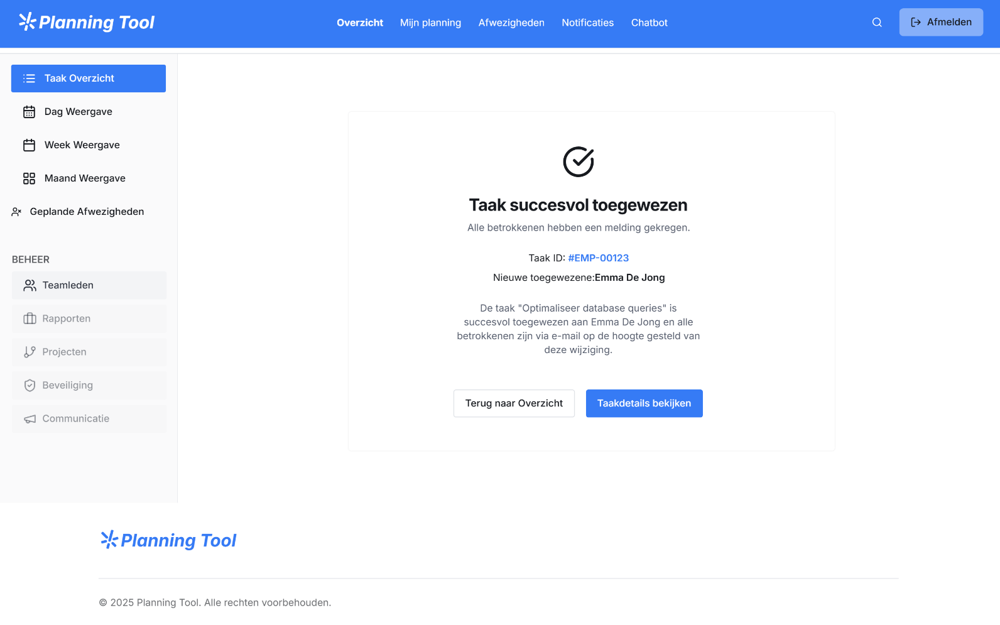 Planning Tool
Overzicht
Mijn planning
Afwezigheden
Notificaties
Chatbot
Afmelden
Taak Overzicht
Dag Weergave
Week Weergave
Maand Weergave
Geplande Afwezigheden
BEHEER
Teamleden
Rapporten
Projecten
Beveiliging
Communicatie
Taak succesvol toegewezen
Alle betrokkenen hebben een melding gekregen.
Taak ID: #EMP-00123
Nieuwe toegewezene:Emma De Jong
De taak "Optimaliseer database queries" is
succesvol toegewezen aan Emma De Jong en alle
betrokkenen zijn via e-mail op de hoogte gesteld van
deze wijziging.
Terug naar Overzicht
Taakdetails bekijken
Planning Tool
© 2025 Planning Tool. Alle rechten voorbehouden.